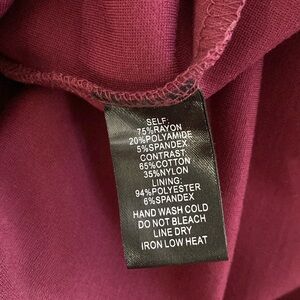 SELF:
75%RAYON
20%POLYAMIDE
5%SPANDEX
CONTRAST:
65%COTTON
35%NYLON
LINING:
94%POLYESTER
6%SPANDEX
HAND WASH COLD
DO NOT BLEACH
LINE DRY
IRON LOW HEAT